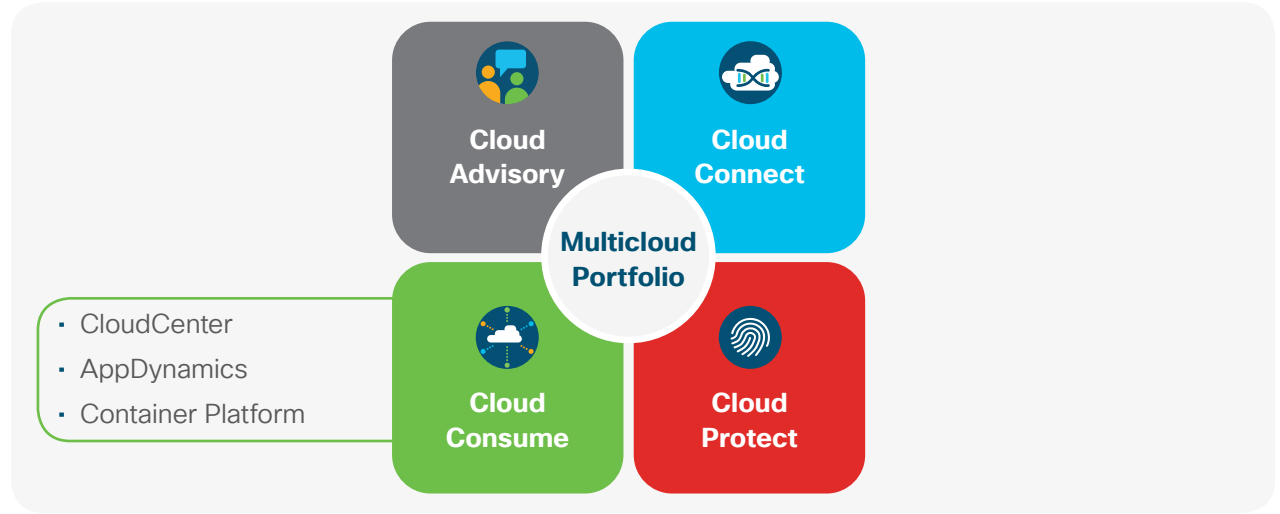 Cloud
Advisory
Cloud
Connect
Multicloud
Portfolio
▪ CloudCenter
▪ AppDynamics
▪ Container Platform
Cloud
Consume
Cloud
Protect